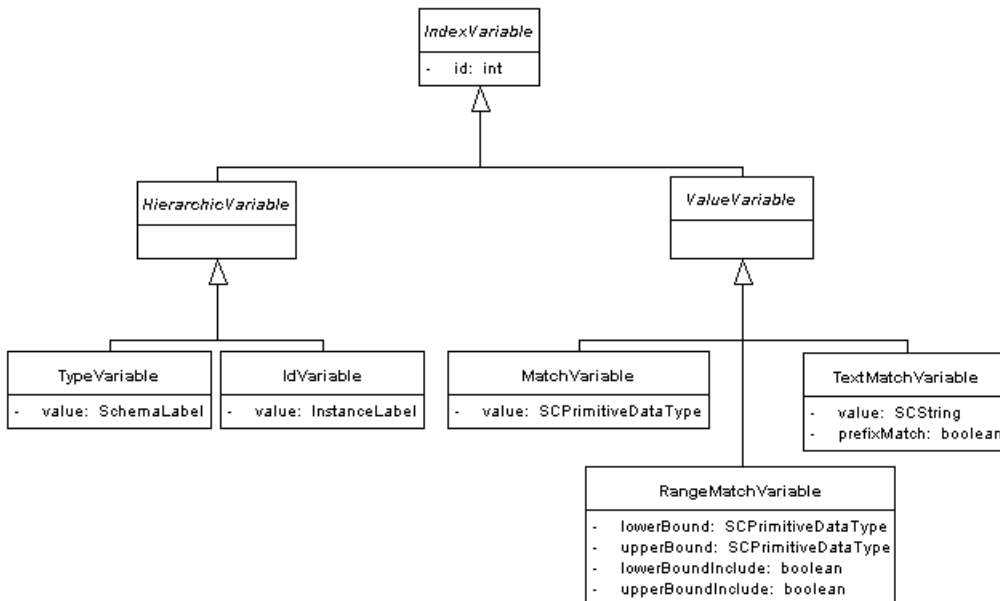 IndexVariable
- id: int
HierarchicVariable
ValueVariable
TypeVariable
- value: SchemaLabel
IdVariable
- value: InstanceLabel
MatchVariable
- value: SCPrimitiveDataType
TextMatchVariable
- value: SCString
- prefixMatch: boolean
RangeMatchVariable
- lowerBound: SCPrimitiveDataType
- upperBound: SCPrimitiveDataType
- lowerBoundInclude: boolean
- upperBoundInclude: boolean